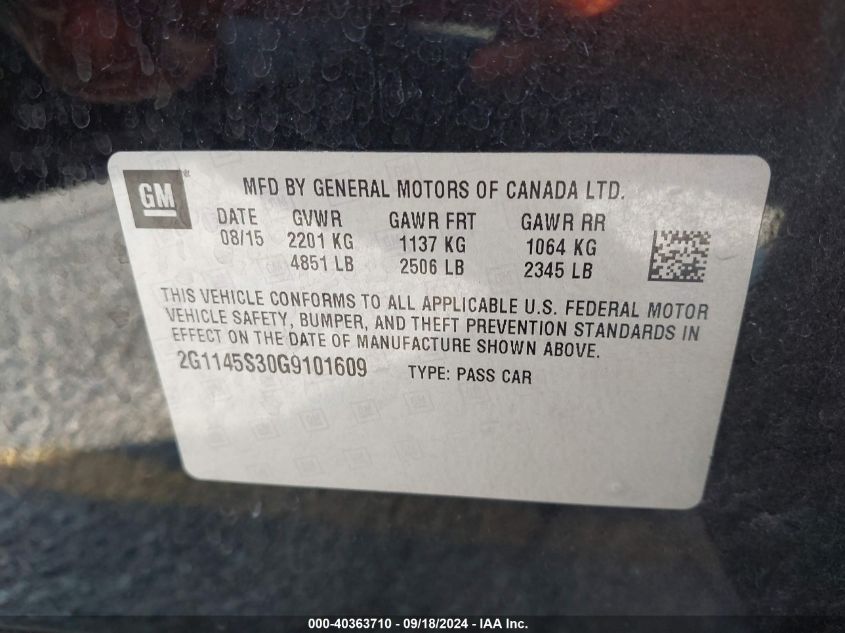 GM
MFD BY GENERAL MOTORS OF CANADA LTD.
DATE GVWR GAWR FRT GAWR RR
08/15 2201 KG 1137 KG 1064 KG
4851 LB 2506 LB 2345 LB
THIS VEHICLE CONFORMS TO ALL APPLICABLE U.S. FEDERAL MOTOR
VEHICLE SAFETY, BUMPER, AND THEFT PREVENTION STANDARDS IN
EFFECT ON THE DATE OF MANUFACTURE SHOWN ABOVE.
2G1145S30G9101609 TYPE: PASS CAR
000-40363710 - 09/18/2024 - IAA Inc.